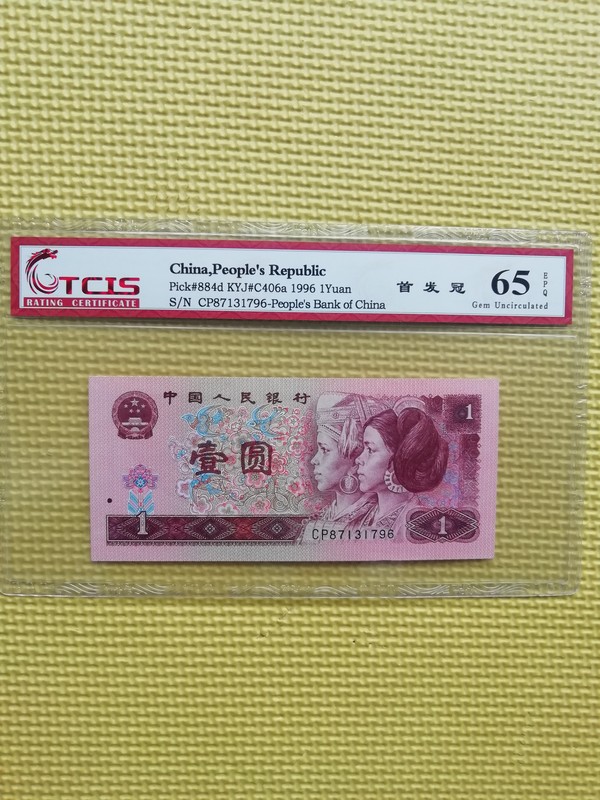 TCIS
RATING CERTIFICATE
China,People's Republic
Pick#884d KYJ#C406a 1996 1Yuan
S/N CP87131796-People's Bank of China
首发冠
65
EPQ
Gem Uncirculated
中国人民银行
1
壹圆
1
CP87131796
1